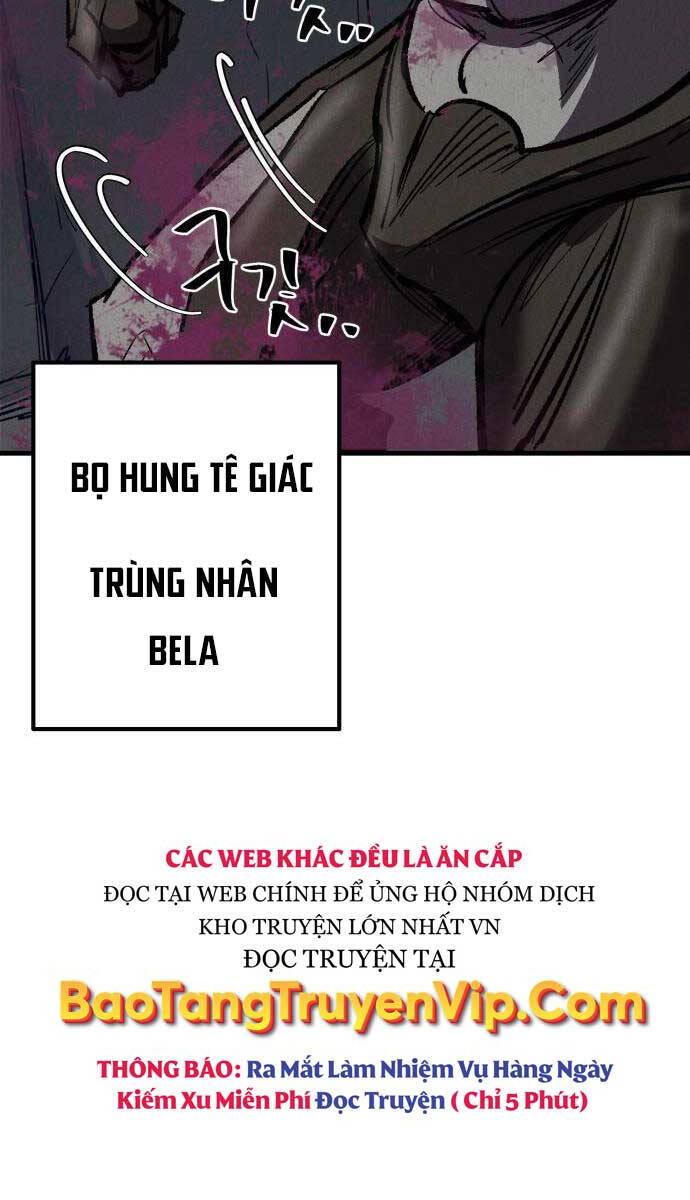 구깃..
BỌ HUNG TÊ GIÁC
TRÙNG NHÂN
BELA
CÁC WEB KHÁC ĐỀU LÀ ĂN CẮP
ĐỌC TẠI WEB CHÍNH ĐỂ ỦNG HỘ NHÓM DỊCH
KHO TRUYỆN LỚN NHẤT VN
ĐỌC TRUYỆN TẠI
BaoTangTruyenVip.Com
THÔNG BÁO: Ra Mắt Làm Nhiệm Vụ Hàng Ngày
Kiếm Xu Miễn Phí Đọc Truyện ( Chỉ 5 Phút)